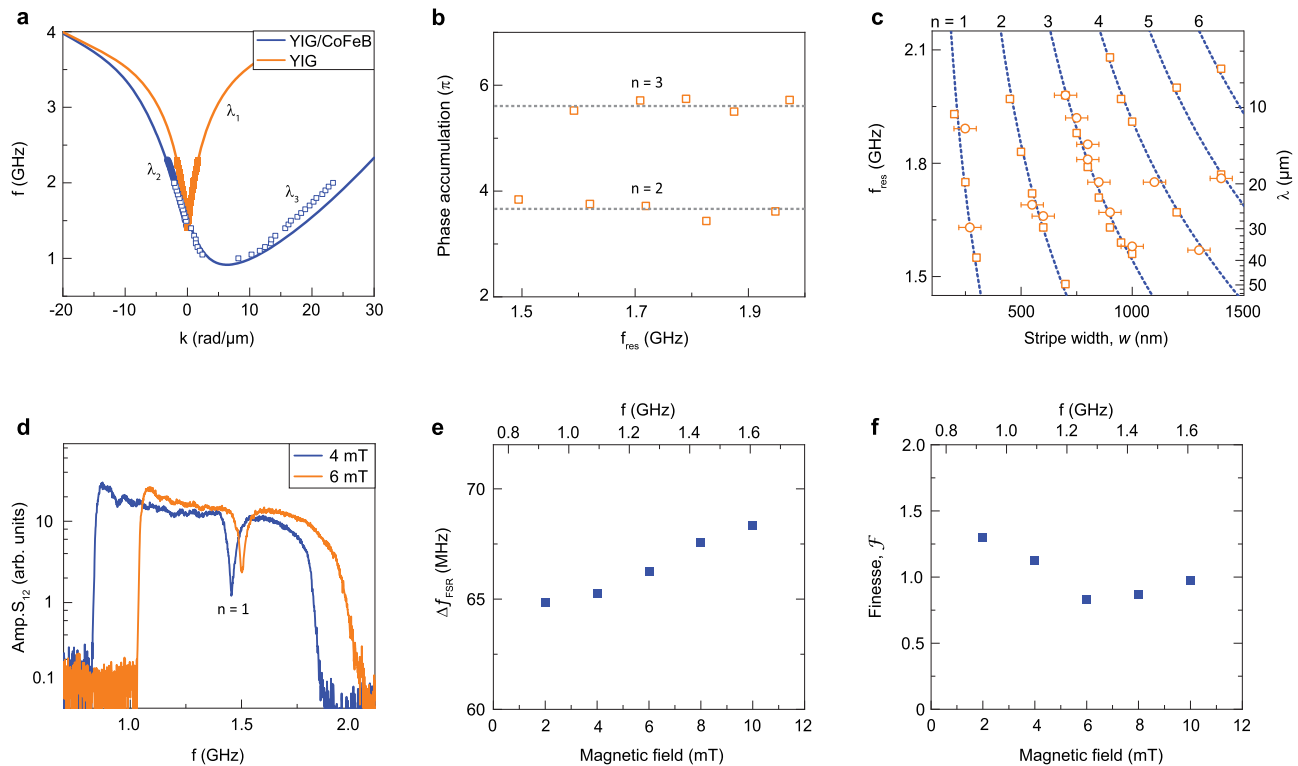 a
4
3
2
1
f (GHz)
-20
-10
0
10
20
30
k (rad/µm)
YIG/CoFeB
YIG
λ1
λ2
λ3
b
6
4
2
Phase accumulation (π)
n = 3
n = 2
1.5
1.7
1.9
fres (GHz)
c
n = 1
2
3
4
5
6
2.1
1.8
1.5
fres (GHz)
10
20
30
40
50
λ (µm)
500
1000
1500
Stripe width, w (nm)
d
4 mT
6 mT
10
1
0.1
Amp.S12 (arb. units)
n = 1
1.0
1.5
2.0
f (GHz)
e
f (GHz)
0.8
1.0
1.2
1.4
1.6
70
65
60
ΔfFSR (MHz)
0
2
4
6
8
10
12
Magnetic field (mT)
f
f (GHz)
0.8
1.0
1.2
1.4
1.6
2.0
1.5
1.0
0.5
0
Finesse, ℱ
0
2
4
6
8
10
12
Magnetic field (mT)